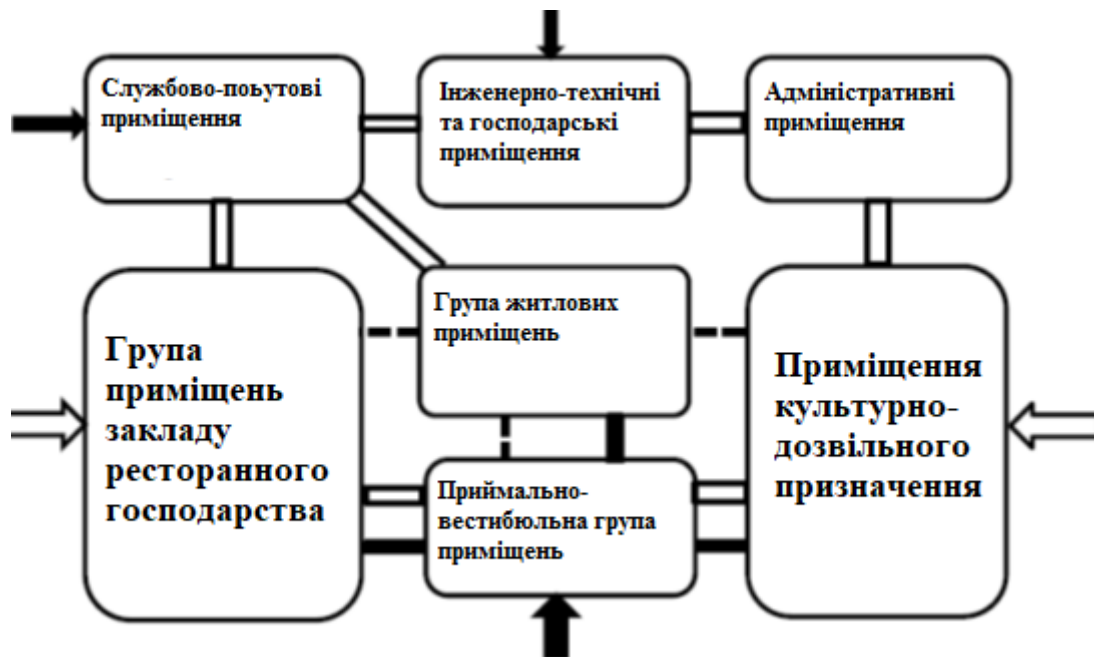 Службово-поьутові
приміщення
Інженерно-технічні
та господарські
приміщення
Адміністративні
приміщення
Група житлових
приміщень
Група
приміщень
закладу
ресторанного
господарства
Приміщення
культурно-
дозвільного
призначення
Приймально-
вестибюльна група
приміщень